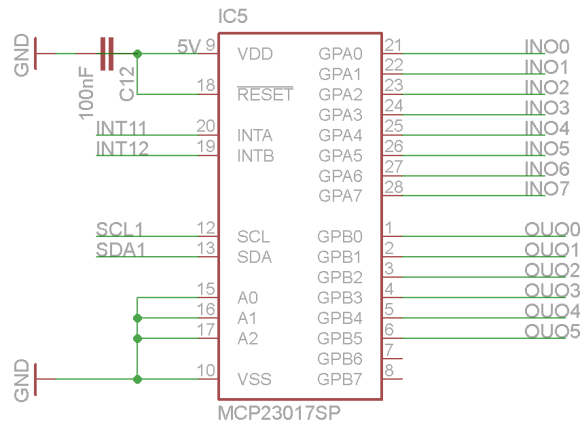 IC5
GND 100nF C12 5V 9 VDD GPA0 21 INO0
GPA1 22 INO1
18 RESET GPA2 23 INO2
GPA3 24 INO3
INT11 20 INTA GPA4 25 INO4
INT12 19 INTB GPA5 26 INO5
GPA6 27 INO6
GPA7 28 INO7
SCL1 12 SCL GPB0 1 OUO0
SDA1 13 SDA GPB1 2 OUO1
GPB2 3 OUO2
15 A0 GPB3 4 OUO3
16 A1 GPB4 5 OUO4
17 A2 GPB5 6 OUO5
GPB6 7
GND 10 VSS GPB7 8
MCP23017SP